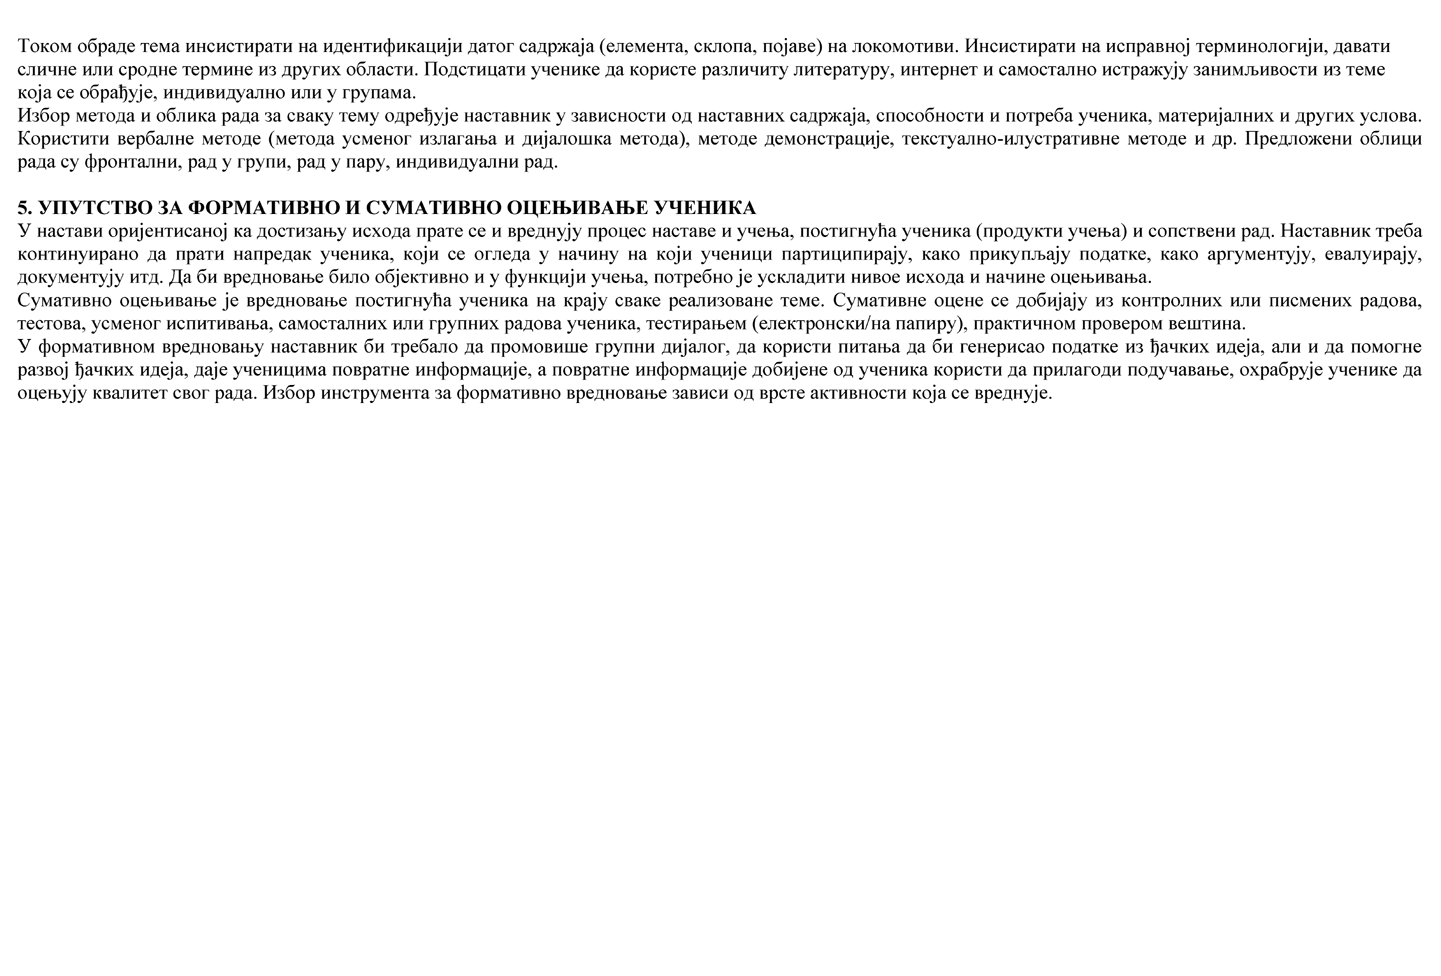 Током обраде тема инсистирати на идентификацији датог садржаја (елемента, склопа, појаве) на локомотиви. Инсистирати на исправној терминологији, давати
сличне или сродне термине из других области. Подстицати ученике да користе различиту литературу, интернет и самостално истражују занимљивости из теме
која се обрађује, индивидуално или у групама.
Избор метода и облика рада за сваку тему одређује наставник у зависности од наставних садржаја, способности и потреба ученика, материјалних и других услова.
Користити вербалне методе (метода усменог излагања и дијалошка метода), методе демонстрације, текстуално-илустративне методе и др. Предложени облици
рада су фронтални, рад у групи, рад у пару, индивидуални рад.
5. УПУТСТВО ЗА ФОРМАТИВНО И СУМАТИВНО ОЦЕЊИВАЊЕ УЧЕНИКА
У настави оријентисаној ка достизању исхода прате се и вреднују процес наставе и учења, постигнућа ученика (продукти учења) и сопствени рад. Наставник треба
континуирано да прати напредак ученика, који се огледа у начину на који ученици партиципирају, како прикупљају податке, како аргументују, евалуирају,
документују итд. Да би вредновање било објективно и у функцији учења, потребно је ускладити нивое исхода и начине оцењивања.
Сумативно оцењивање је вредновање постигнућа ученика на крају сваке реализоване теме. Сумативне оцене се добијају из контролних или писмених радова,
тестова, усменог испитивања, самосталних или групних радова ученика, тестирањем (електронски/на папиру), практичном провером вештина.
У формативном вредновању наставник би требало да промовише групни дијалог, да користи питања да би генерисао податке из ђачких идеја, али и да помогне
развој ђачких идеја, даје ученицима повратне информације, а повратне информације добијене од ученика користи да прилагоди подучавање, охрабрује ученике да
оцењују квалитет свог рада. Избор инструмента за формативно вредновање зависи од врсте активности која се вреднује.